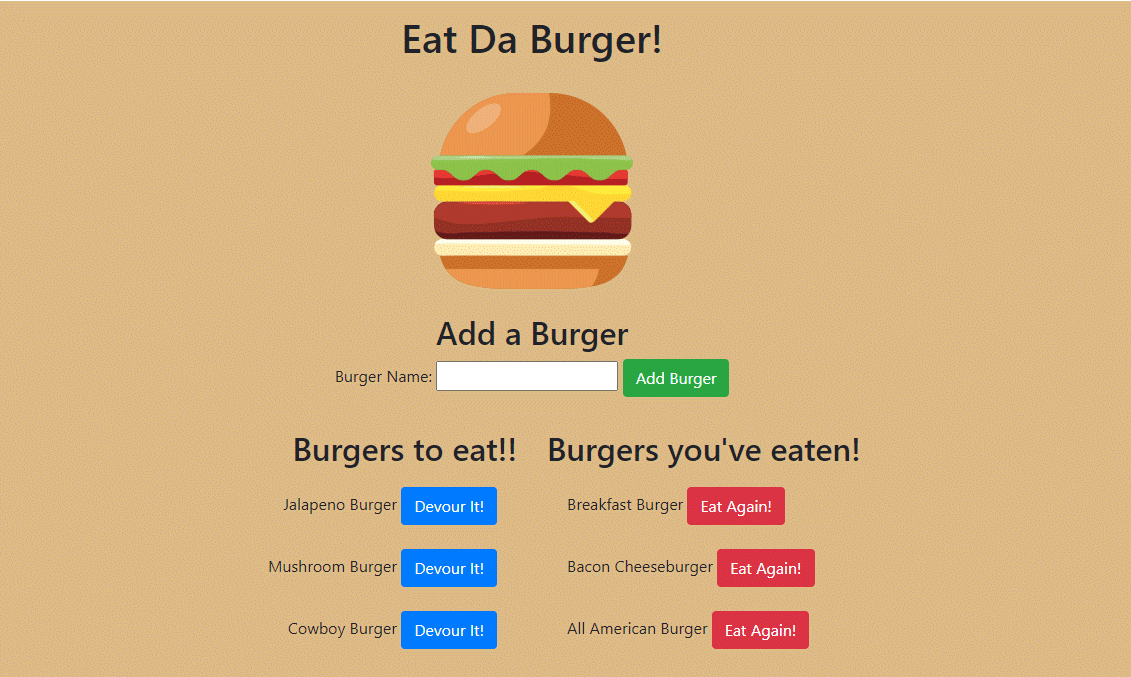 Eat Da Burger!
Add a Burger
Burger Name: Add Burger
Burgers to eat!! Burgers you've eaten!
Jalapeno Burger Devour It! Breakfast Burger Eat Again!
Mushroom Burger Devour It! Bacon Cheeseburger Eat Again!
Cowboy Burger Devour It! All American Burger Eat Again!